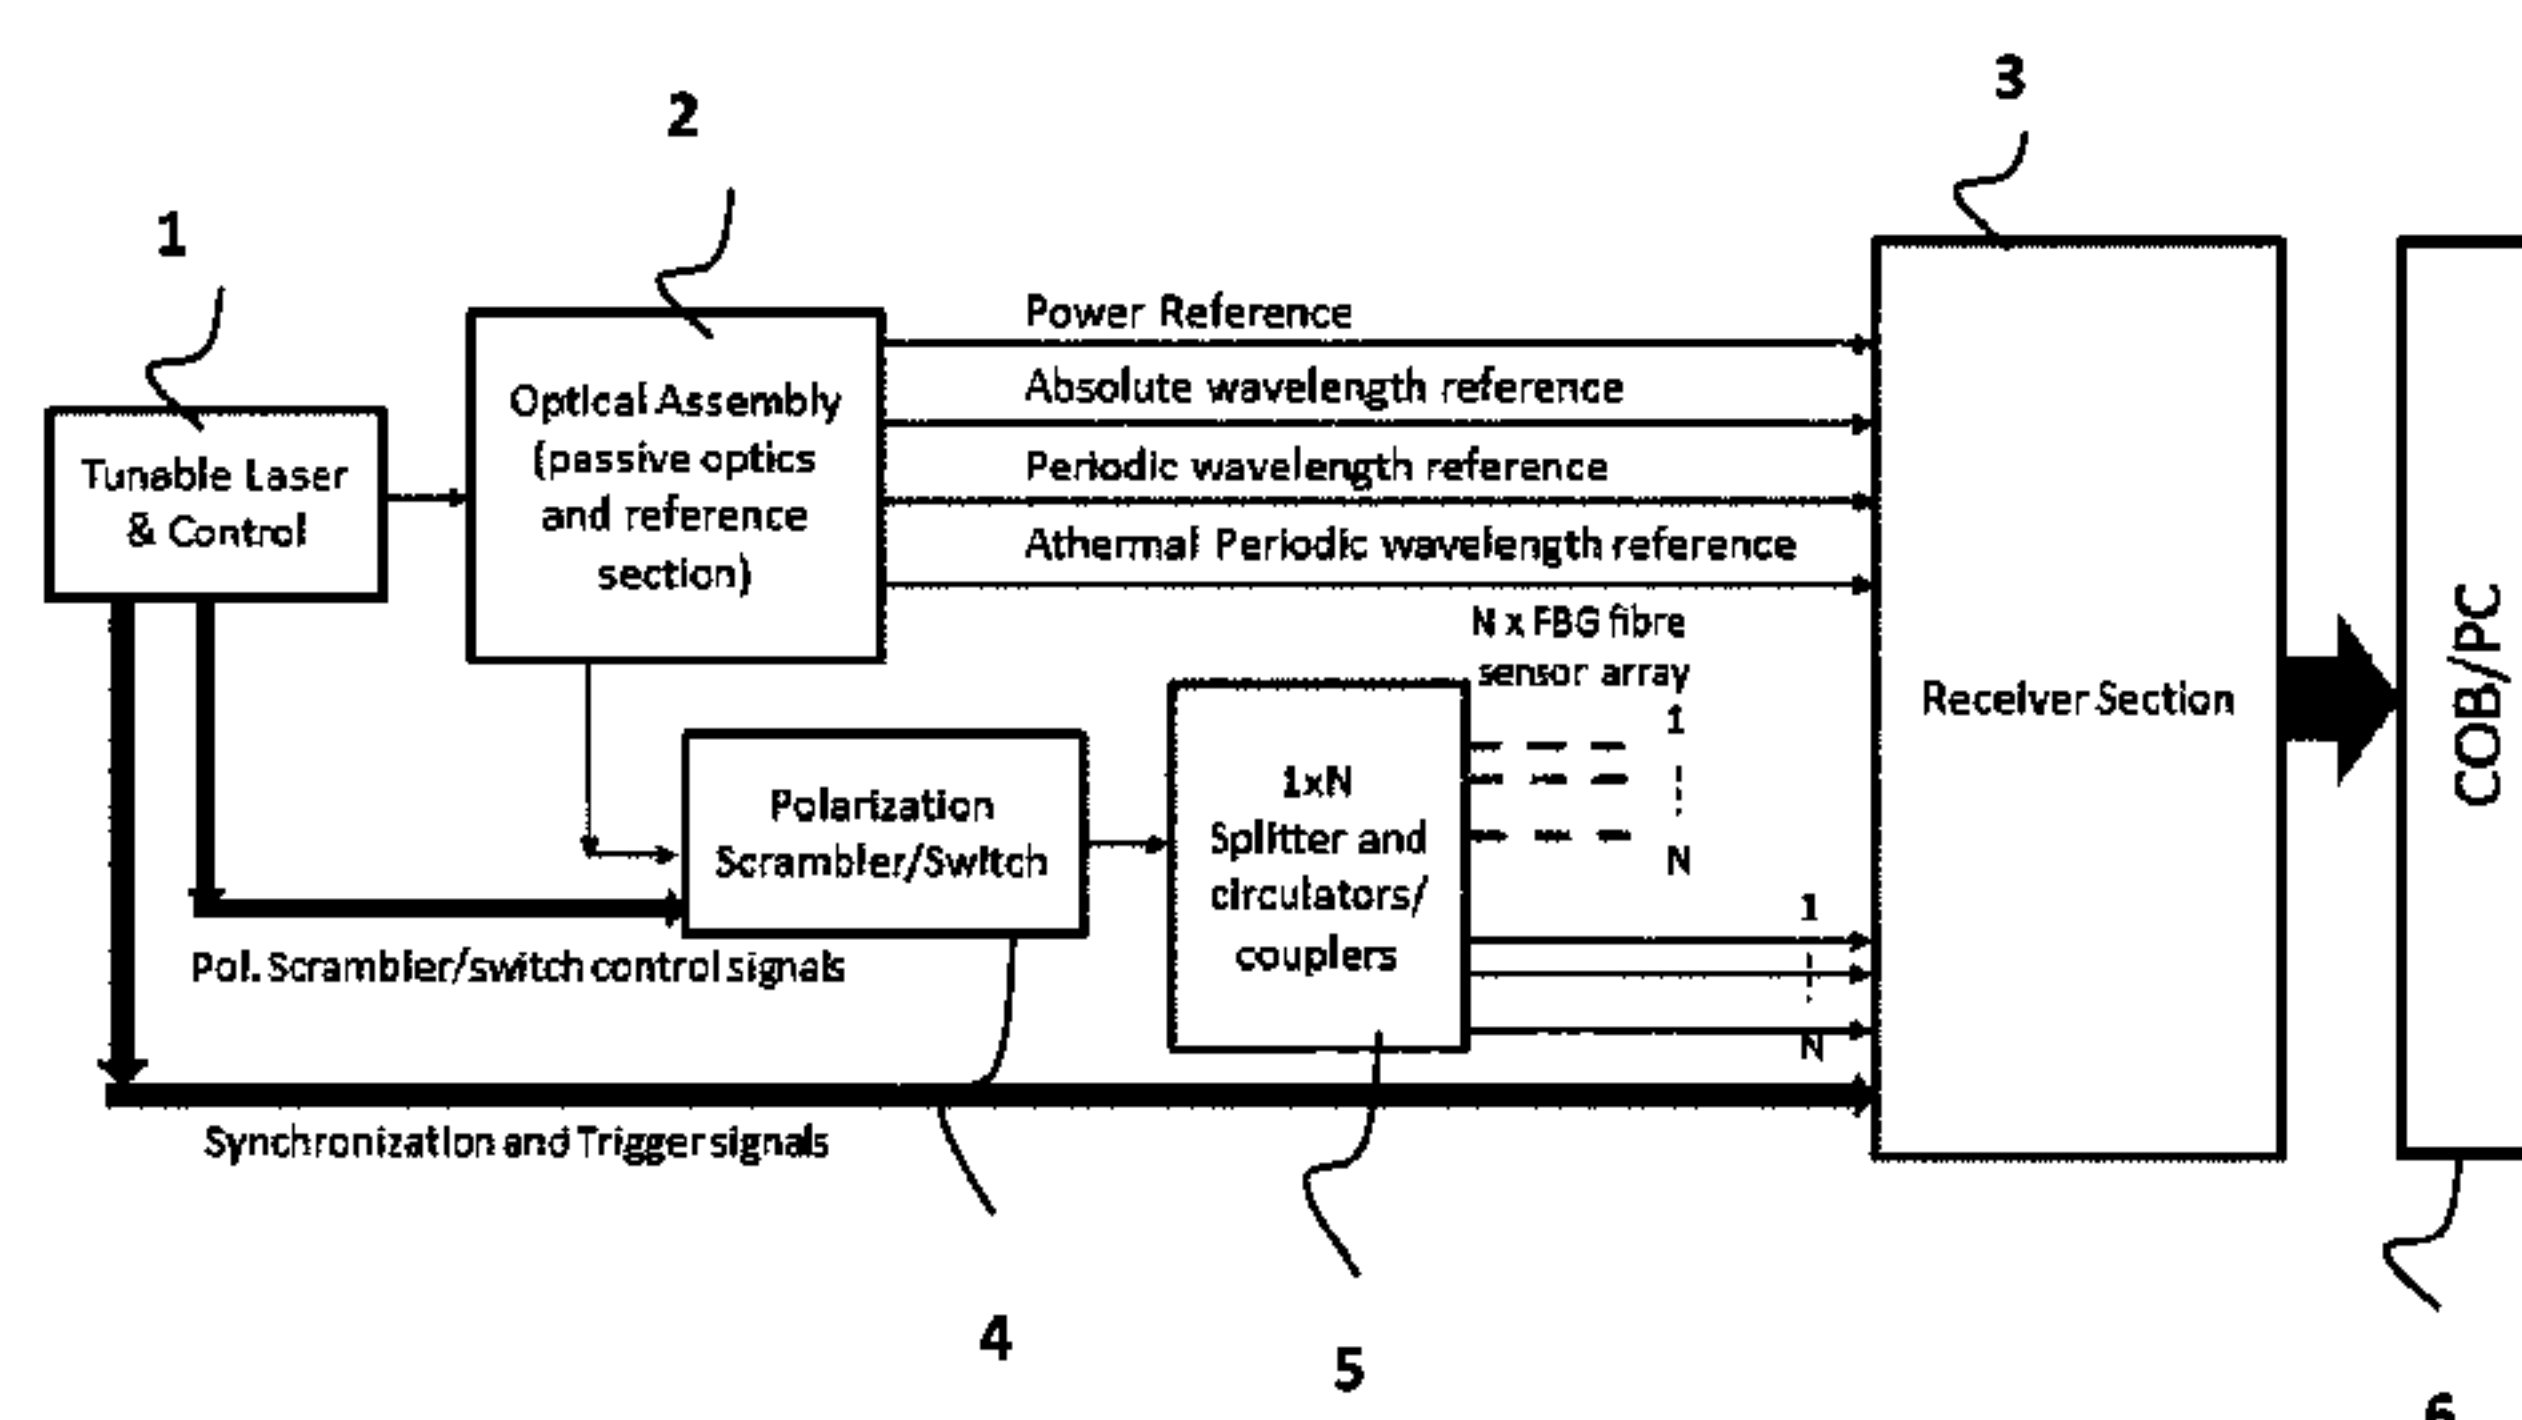 3
2
1
Power Reference
Absolute wavelength reference
Periodic wavelength reference
Athermal Periodic wavelength reference
Optical Assembly
(passive optics
and reference
section)
Tunable Laser
& Control
N x FBG fibre
sensor array
1
N
Receiver Section
COB/PC
Polarization
Scrambler/Switch
1xN
Splitter and
circulators/
couplers
1
N
Pol. Scrambler/switch control signals
Synchronization and Trigger signals
4
5
6